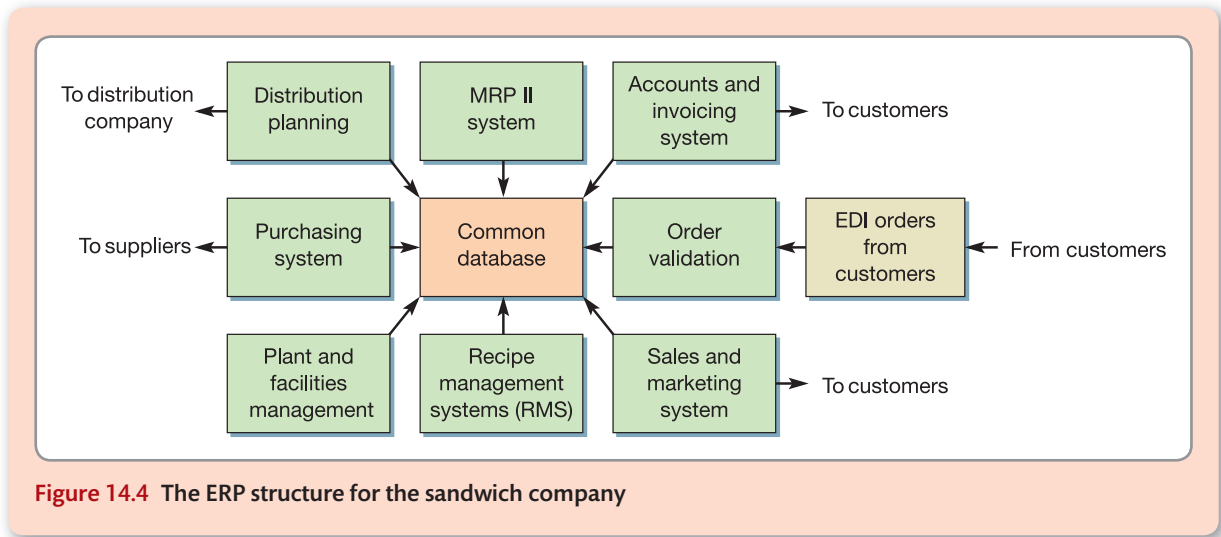 To distribution
company
Distribution
planning
MRP II
system
Accounts and
invoicing
system
To customers
To suppliers
Purchasing
system
Common
database
Order
validation
EDI orders
from
customers
From customers
Plant and
facilities
management
Recipe
management
systems (RMS)
Sales and
marketing
system
To customers
Figure 14.4 The ERP structure for the sandwich company